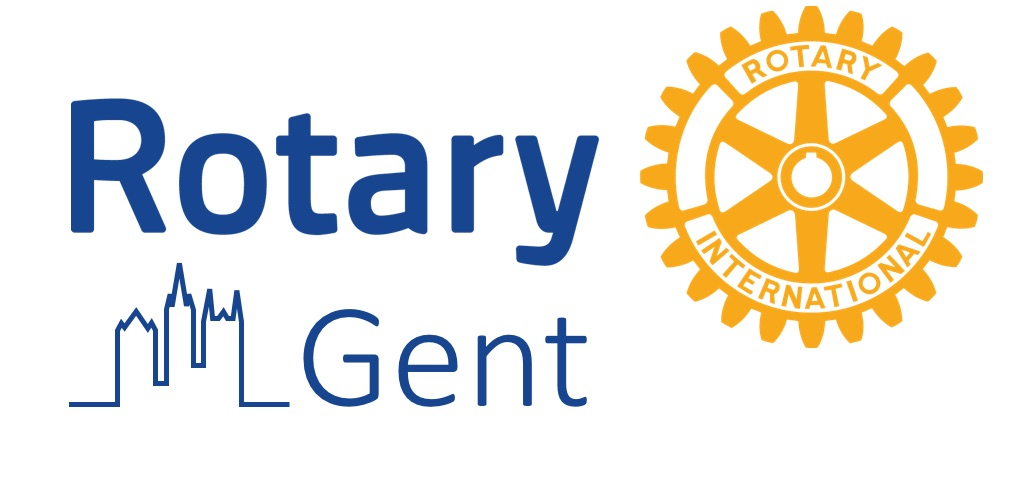 Rotary
Gent
ROTARY
INTERNATIONAL